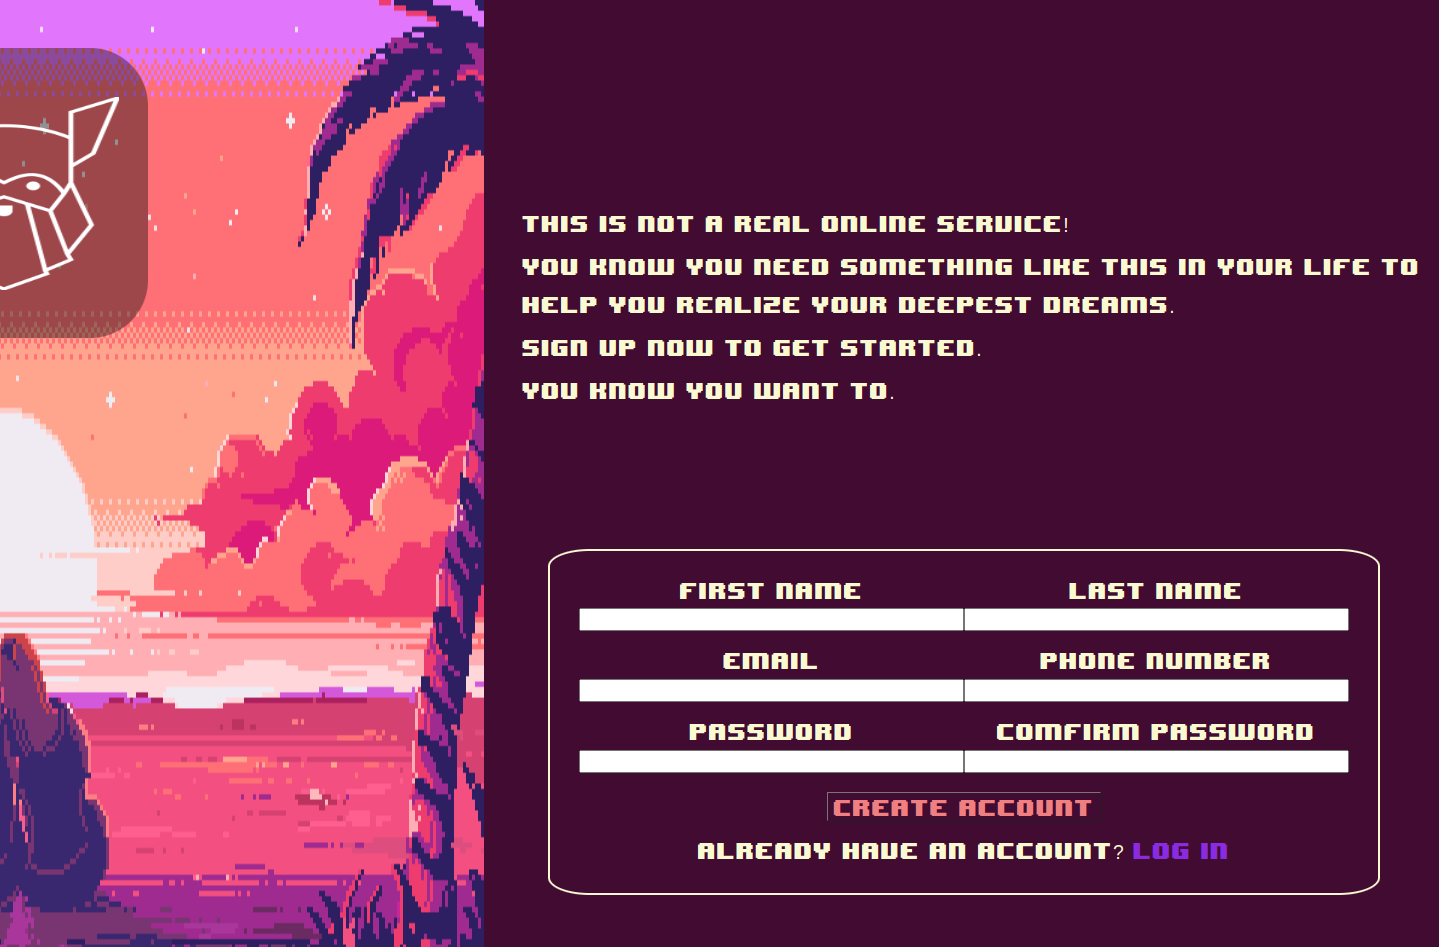 THIS IS NOT A REAL ONLINE SERVICE!
YOU KNOW YOU NEED SOMETHING LIKE THIS IN YOUR LIFE TO
HELP YOU REALIZE YOUR DEEPEST DREAMS.
SIGN UP NOW TO GET STARTED.
YOU KNOW YOU WANT TO.
FIRST NAME LAST NAME
EMAIL PHONE NUMBER
PASSWORD COMFIRM PASSWORD
CREATE ACCOUNT
ALREADY HAVE AN ACCOUNT? LOG IN